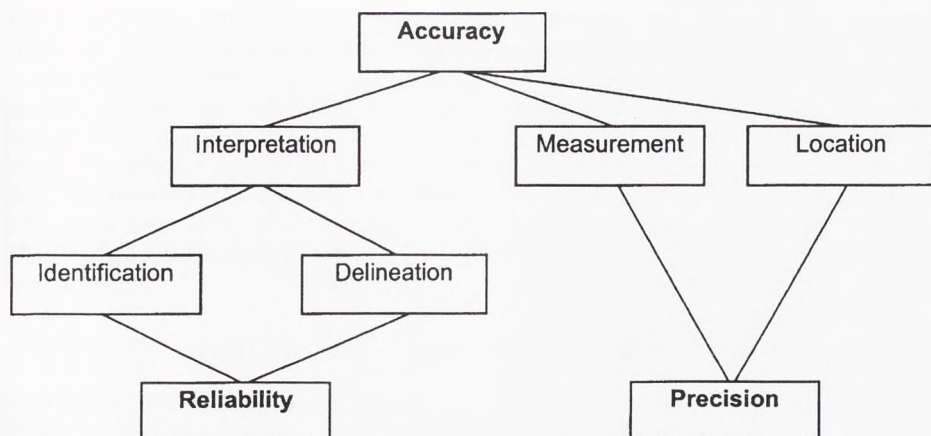 Accuracy
Interpretation
Measurement
Location
Identification
Delineation
Reliability
Precision